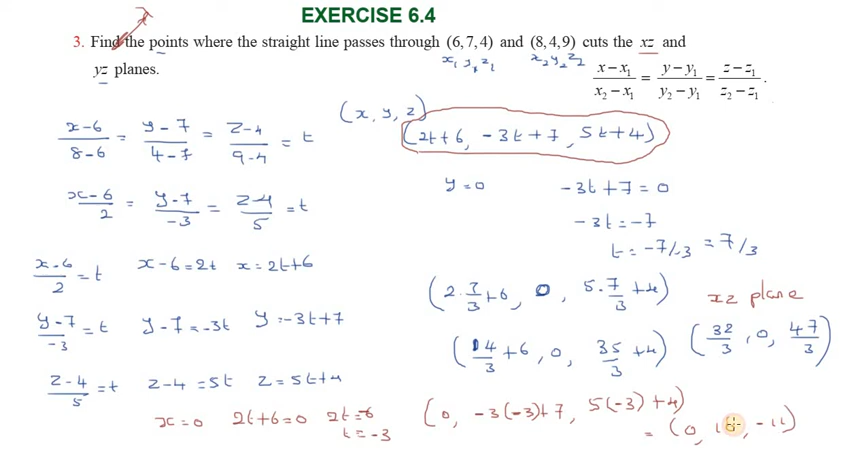 EXERCISE 6.4
3. Find the points where the straight line passes through (6,7,4) and (8,4,9) cuts the xz and
yz planes.
x₁ y₁ z₁
x₂ y₂ z₂
(x−x₁)/(x₂−x₁) = (y−y₁)/(y₂−y₁) = (z−z₁)/(z₂−z₁).
(x, y, z)
(x−6)/(8−6) = (y−7)/(4−7) = (z−4)/(9−4) = t
(2t+6, −3t+7, 5t+4)
(x−6)/2 = (y−7)/−3 = (z−4)/5 = t
y=0 −3t+7=0
−3t=−7
t=−7/−3 = 7/3
(x−6)/2 = t x−6=2t x=2t+6
(2·7/3+6, 0, 5·7/3+4)
xz plane
(y−7)/−3 = t y−7=−3t y=−3t+7
(14/3+6, 0, 35/3+4) (32/3, 0, 47/3)
(z−4)/5 = t z−4=5t z=5t+4
x=0 2t+6=0 2t=−6
t=−3
(0, −3(−3)+7, 5(−3)+4)
= (0, , −11)